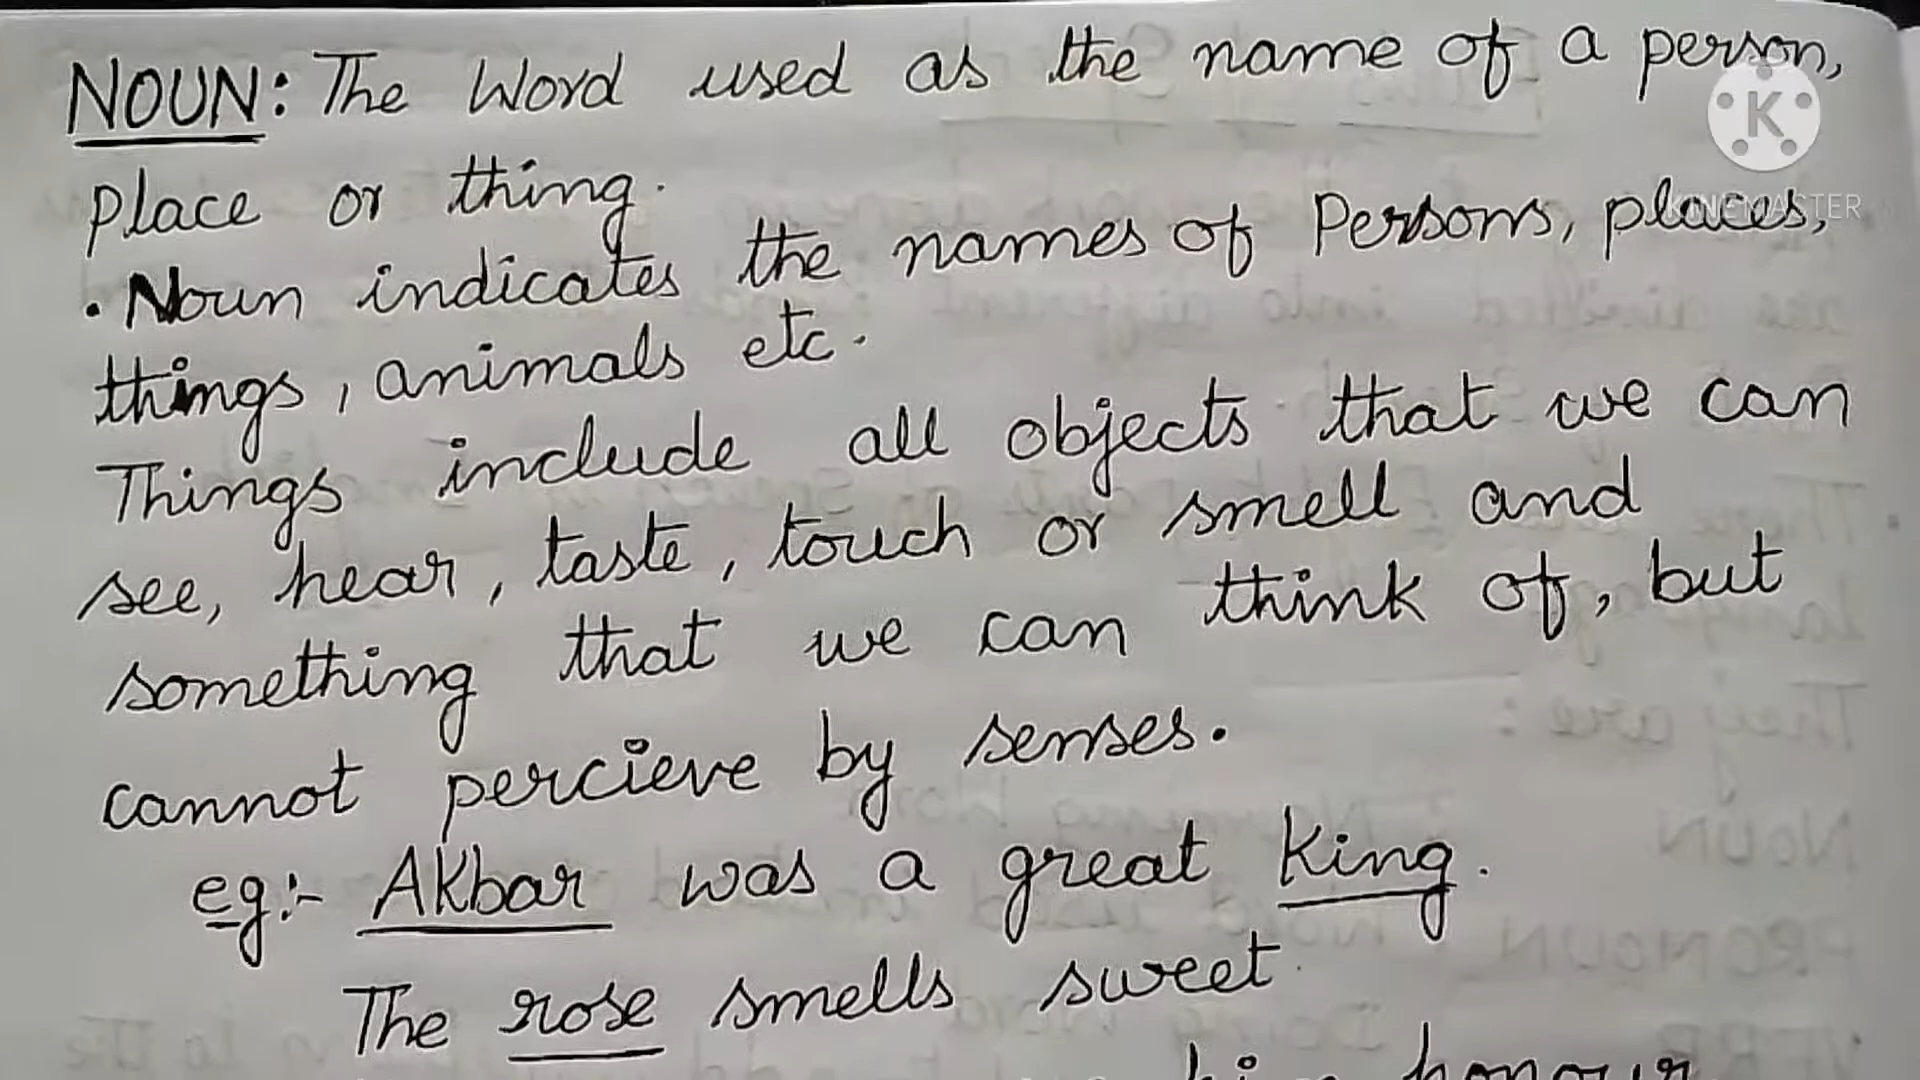 NOUN: The Word used as the name of a person,
place or thing.
• Noun indicates the names of Persons, places,
things, animals etc.
Things include all objects that we can
see, hear, taste, touch or smell and
something that we can think of, but
cannot percieve by senses.
eg:- Akbar was a great King.
The rose smells sweet.
honour
K
KINEMASTER